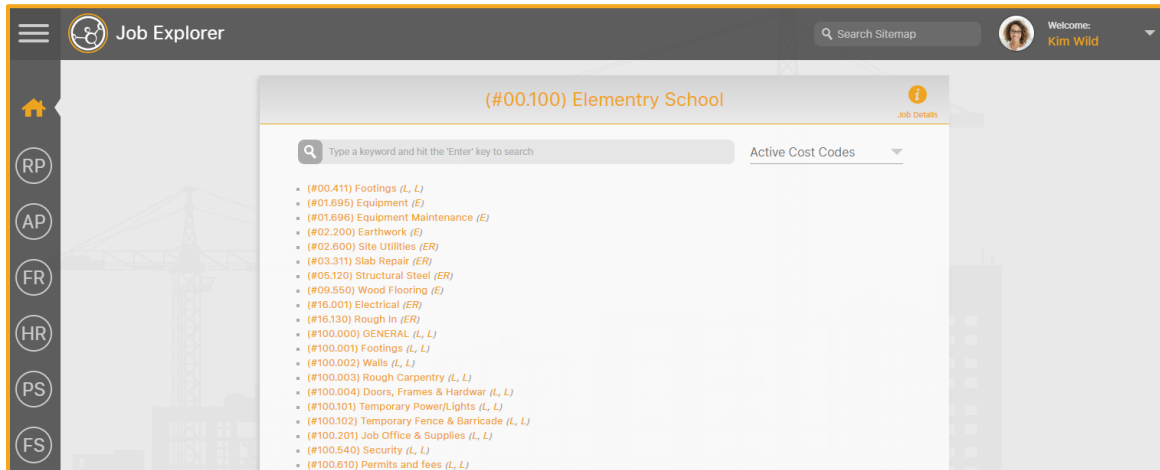 Job Explorer
Search Sitemap
Welcome:
Kim Wild
(#00.100) Elementry School
Job Details
Type a keyword and hit the 'Enter' key to search
Active Cost Codes
RP
AP
FR
HR
PS
FS
(#00.411) Footings (L, L)
(#01.695) Equipment (E)
(#01.696) Equipment Maintenance (E)
(#02.200) Earthwork (E)
(#02.600) Site Utilities (ER)
(#03.311) Slab Repair (ER)
(#05.120) Structural Steel (ER)
(#09.550) Wood Flooring (E)
(#16.001) Electrical (ER)
(#16.130) Rough In (ER)
(#100.000) GENERAL (L, L)
(#100.001) Footings (L, L)
(#100.002) Walls (L, L)
(#100.003) Rough Carpentry (L, L)
(#100.004) Doors, Frames & Hardwar (L, L)
(#100.101) Temporary Power/Lights (L, L)
(#100.102) Temporary Fence & Barricade (L, L)
(#100.201) Job Office & Supplies (L, L)
(#100.540) Security (L, L)
(#100.610) Permits and fees (L, L)